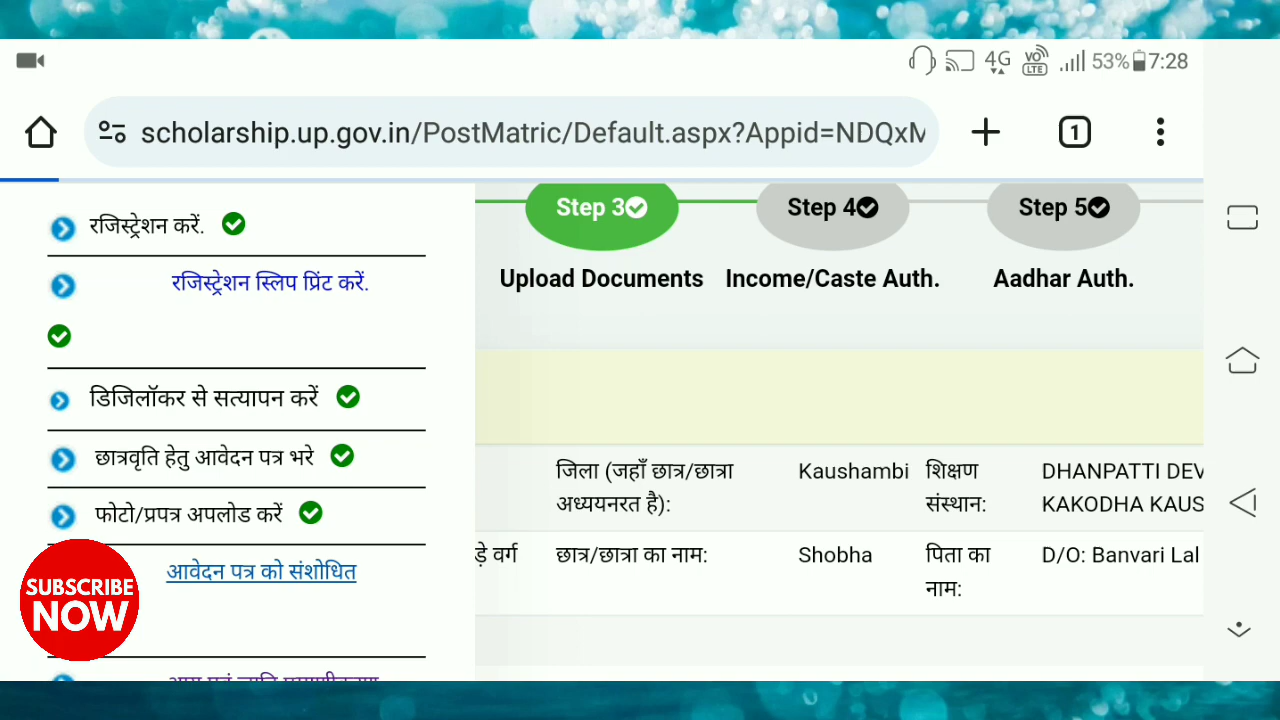 4G VO LTE 53% 7:28
scholarship.up.gov.in/PostMatric/Default.aspx?Appid=NDQxM
1
रजिस्ट्रेशन करें.
Step 3
Step 4
Step 5
रजिस्ट्रेशन स्लिप प्रिंट करें.
Upload Documents
Income/Caste Auth.
Aadhar Auth.
डिजिलॉकर से सत्यापन करें
छात्रवृति हेतु आवेदन पत्र भरे
फोटो/प्रपत्र अपलोड करें
आवेदन पत्र को संशोधित
जिला (जहाँ छात्र/छात्रा
अध्ययनरत है):
Kaushambi
शिक्षण
संस्थान:
DHANPATTI DEV
KAKODHA KAUS
ड़े वर्ग
छात्र/छात्रा का नाम:
Shobha
पिता का
नाम:
D/O: Banvari Lal
SUBSCRIBE
NOW